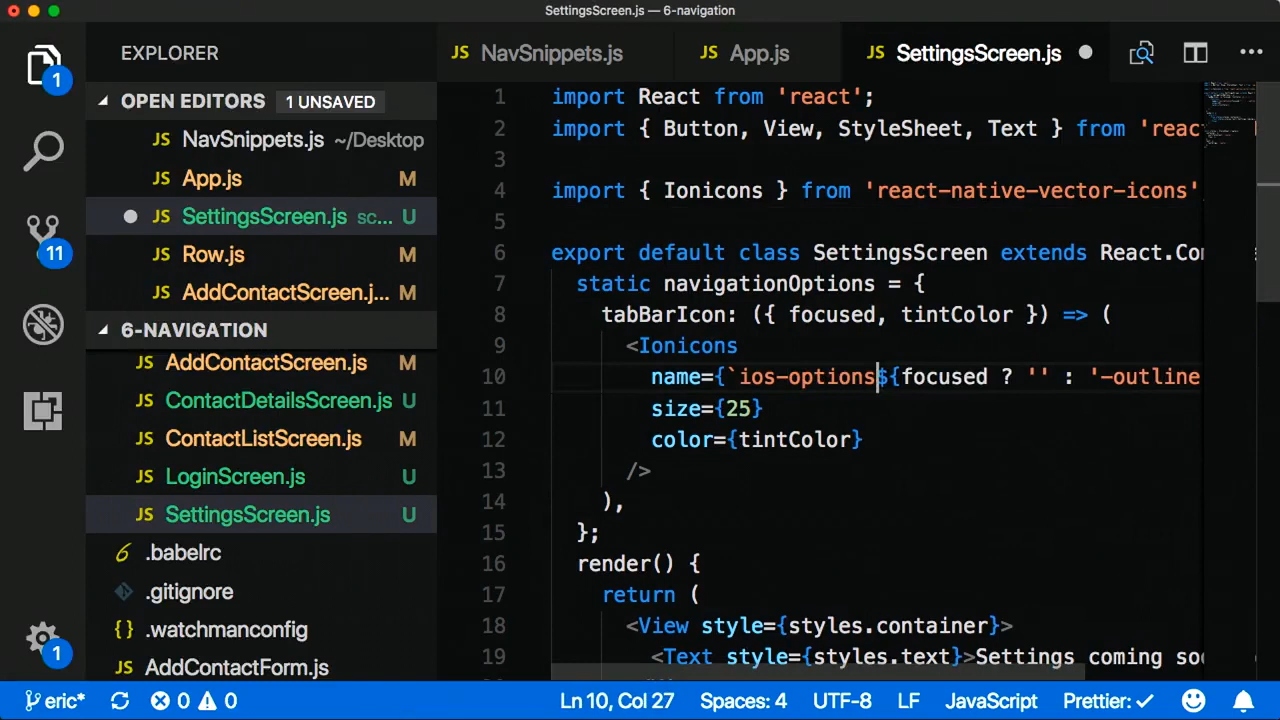 SettingsScreen.js — 6-navigation
1
11
1
EXPLORER
OPEN EDITORS 1 UNSAVED
JS NavSnippets.js ~/Desktop
JS App.js M
JS SettingsScreen.js sc... U
JS Row.js M
JS AddContactScreen.j... M
6-NAVIGATION
JS AddContactScreen.js M
JS ContactDetailsScreen.js U
JS ContactListScreen.js M
JS LoginScreen.js U
JS SettingsScreen.js U
6 .babelrc
.gitignore
{} .watchmanconfig
JS AddContactForm.js
JS NavSnippets.js JS App.js JS SettingsScreen.js
1 import React from 'react';
2 import { Button, View, StyleSheet, Text } from 'reac
3
4 import { Ionicons } from 'react-native-vector-icons'
5
6 export default class SettingsScreen extends React.Co
7 static navigationOptions = {
8 tabBarIcon: ({ focused, tintColor }) => (
9 <Ionicons
10 name={`ios-options${focused ? '' : '-outline
11 size={25}
12 color={tintColor}
13 />
14 ),
15 };
16 render() {
17 return (
18 <View style={styles.container}>
19 <Text style={styles.text}>Settings coming so
eric* 0 0 Ln 10, Col 27 Spaces: 4 UTF-8 LF JavaScript Prettier: ✓